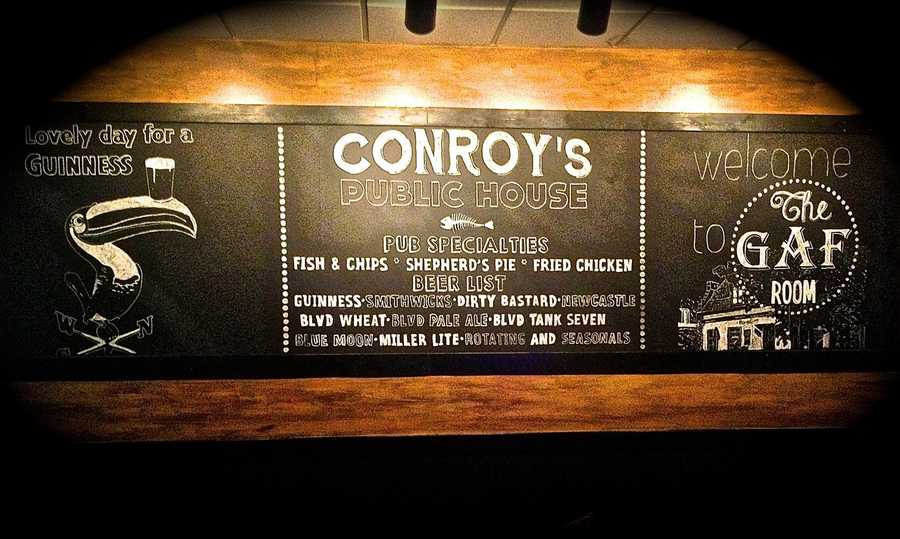 Lovely day for a
GUINNESS
W N
CONROY'S
PUBLIC HOUSE
PUB SPECIALTIES
FISH & CHIPS ° SHEPHERD'S PIE ° FRIED CHICKEN
BEER LIST
GUINNESS·SMITHWICKS·DIRTY BASTARD·NEWCASTLE
BLVD WHEAT·BLVD PALE ALE·BLVD TANK SEVEN
BLUE MOON·MILLER LITE·ROTATING AND SEASONALS
welcome
to The
GAF
ROOM